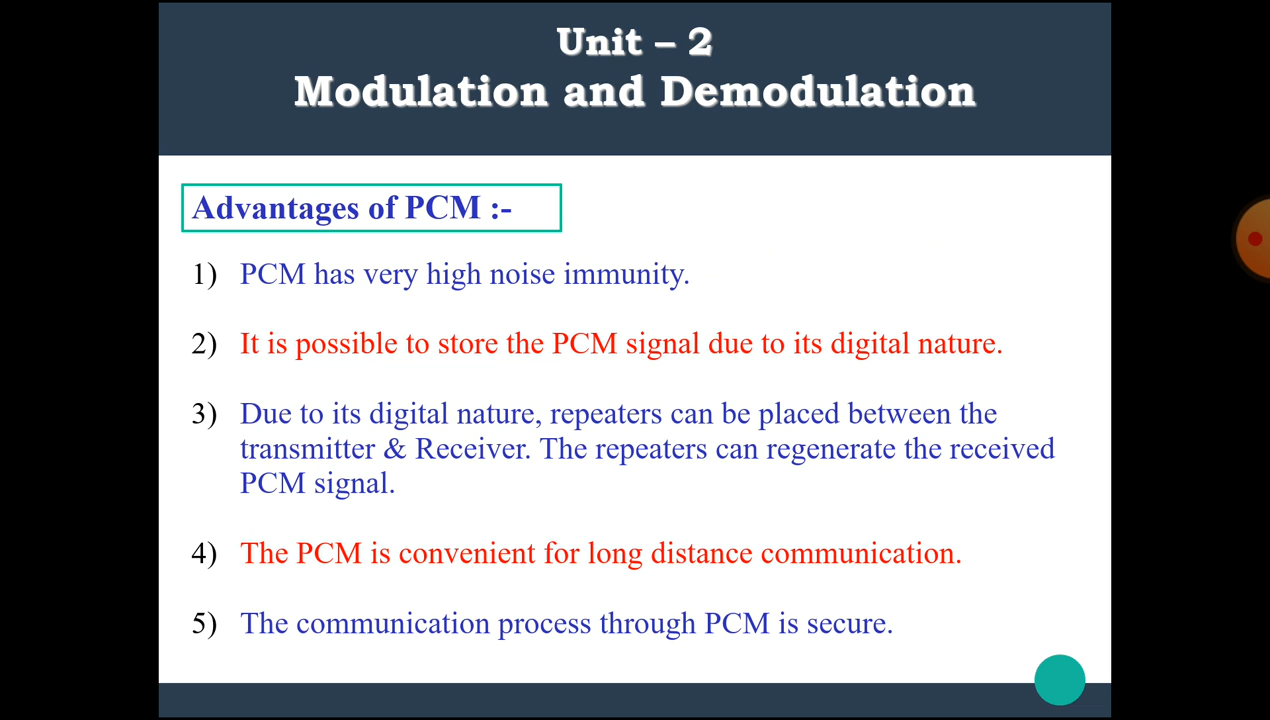 Unit – 2
Modulation and Demodulation
Advantages of PCM :-
1) PCM has very high noise immunity.
2) It is possible to store the PCM signal due to its digital nature.
3) Due to its digital nature, repeaters can be placed between the
transmitter & Receiver. The repeaters can regenerate the received
PCM signal.
4) The PCM is convenient for long distance communication.
5) The communication process through PCM is secure.